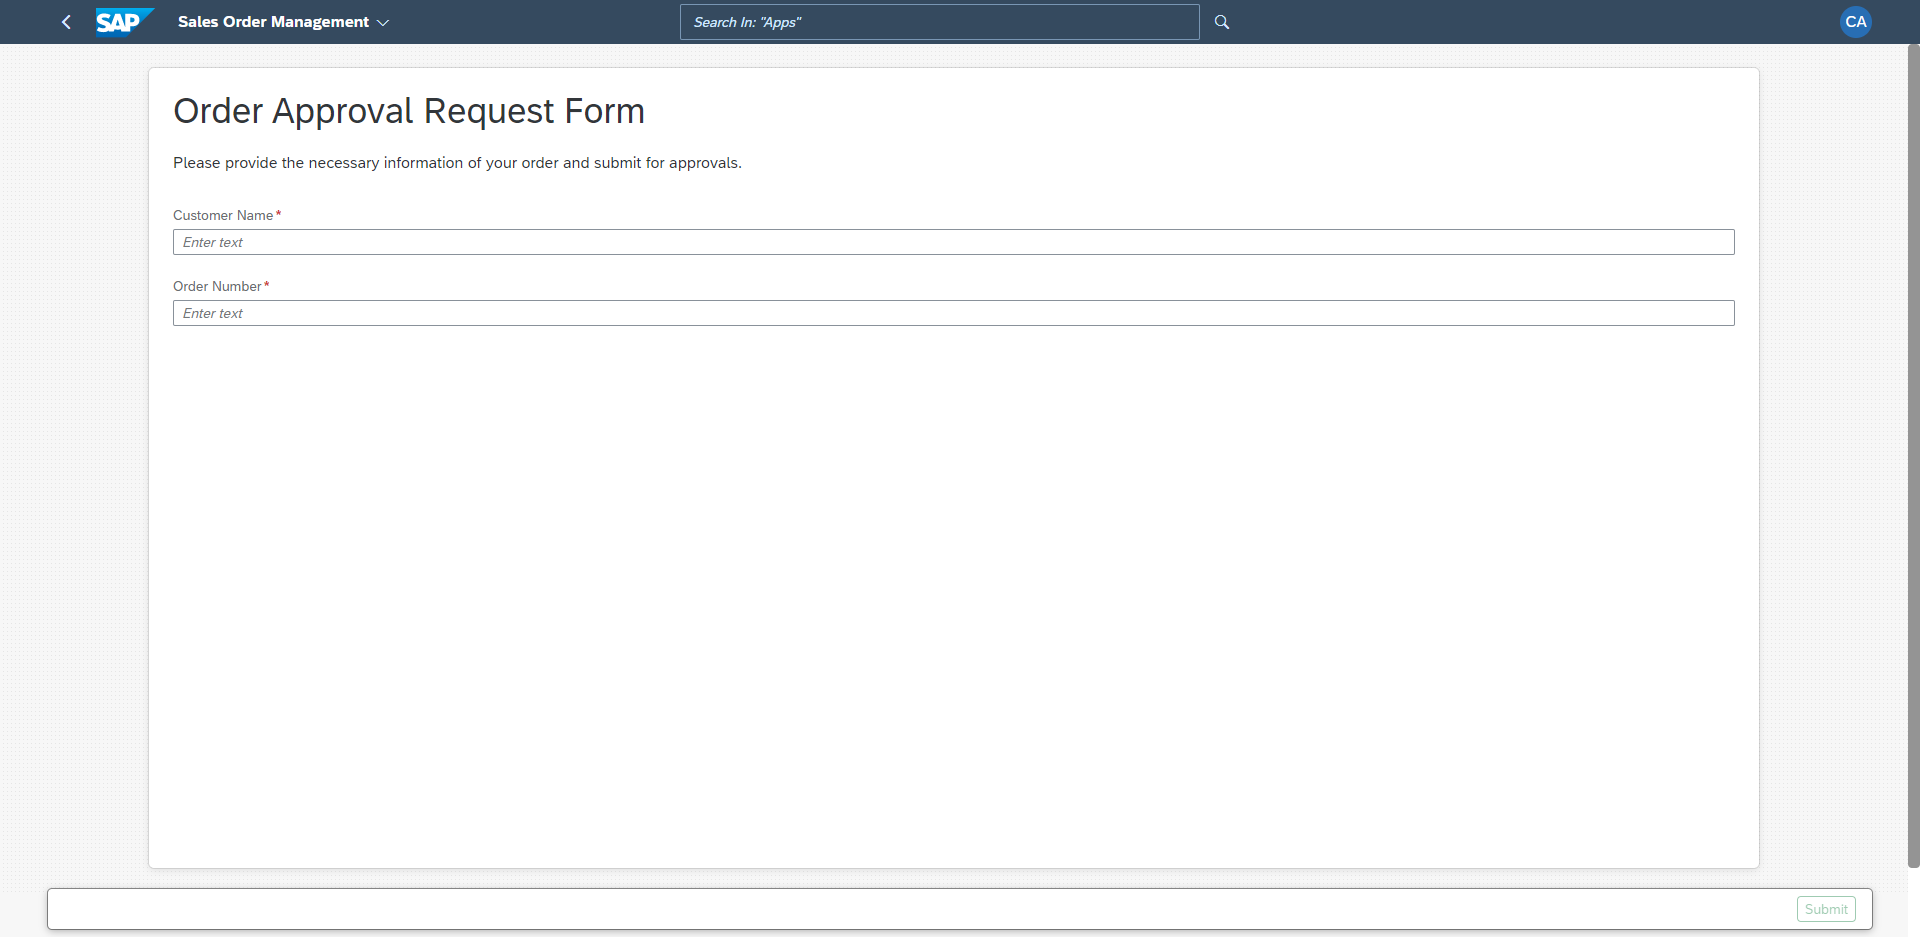 SAP
Sales Order Management
Search In: "Apps"
CA
Order Approval Request Form
Please provide the necessary information of your order and submit for approvals.
Customer Name*
Enter text
Order Number*
Enter text
Submit